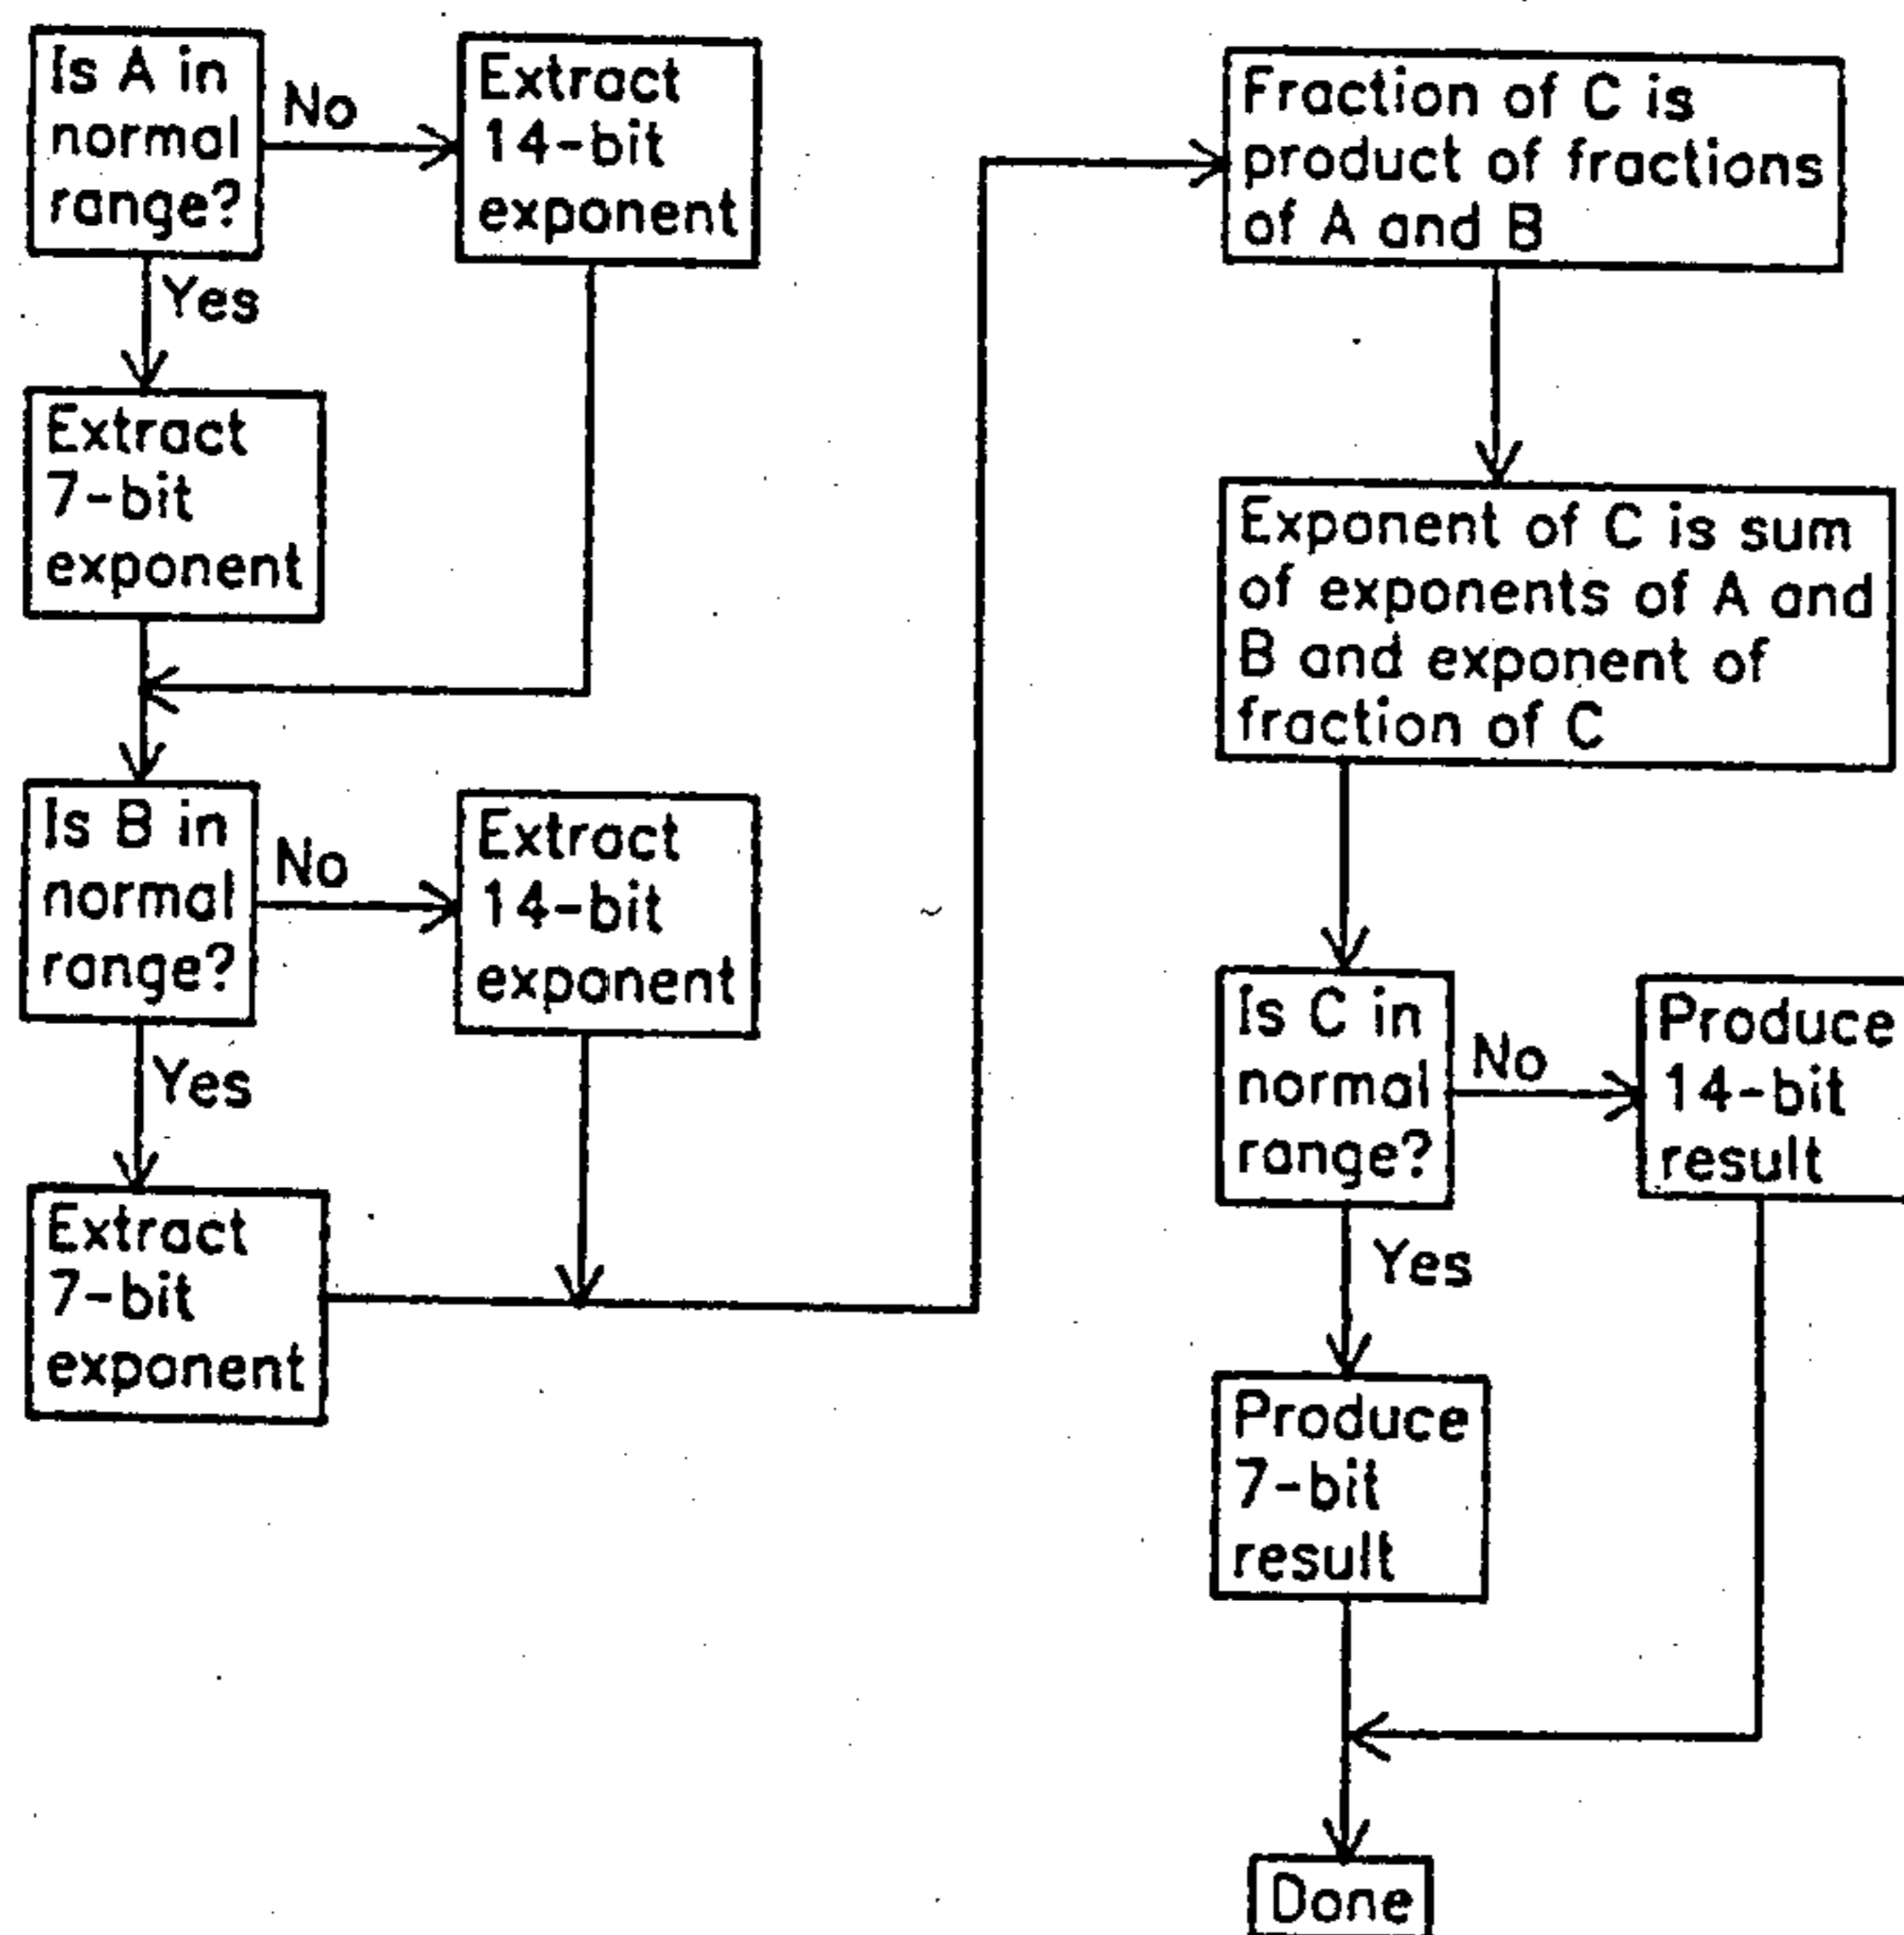 Is A in
normal
range?
No
Extract
14-bit
exponent
Yes
Extract
7-bit
exponent
Is B in
normal
range?
No
Extract
14-bit
exponent
Yes
Extract
7-bit
exponent
Fraction of C is
product of fractions
of A and B
Exponent of C is sum
of exponents of A and
B and exponent of
fraction of C
Is C in
normal
range?
No
Produce
14-bit
result
Yes
Produce
7-bit
result
Done